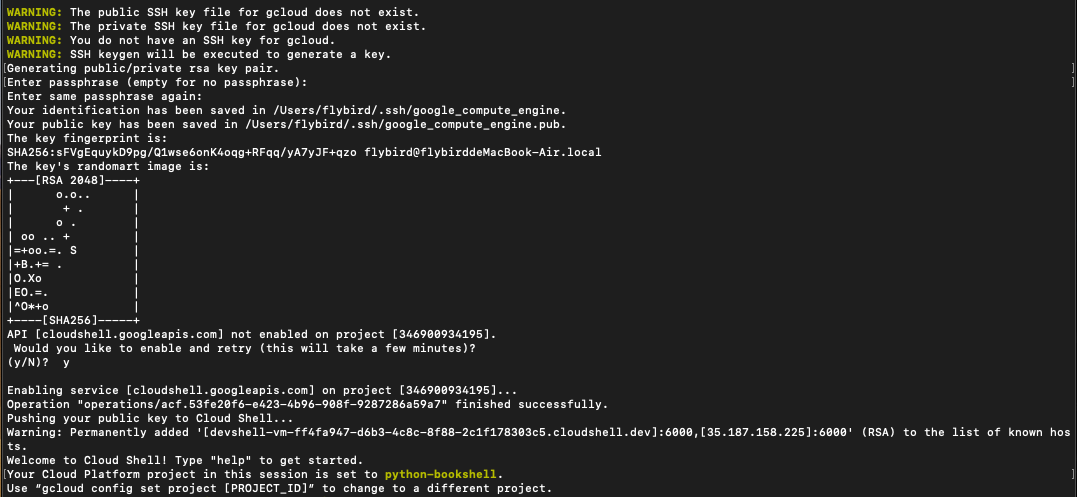 WARNING: The public SSH key file for gcloud does not exist.
WARNING: The private SSH key file for gcloud does not exist.
WARNING: You do not have an SSH key for gcloud.
WARNING: SSH keygen will be executed to generate a key.
[Generating public/private rsa key pair. ]
[Enter passphrase (empty for no passphrase): ]
Enter same passphrase again:
Your identification has been saved in /Users/flybird/.ssh/google_compute_engine.
Your public key has been saved in /Users/flybird/.ssh/google_compute_engine.pub.
The key fingerprint is:
SHA256:sFVgEquykD9pg/Q1wse6onK4oqg+RFqq/yA7yJF+qzo flybird@flybirddeMacBook-Air.local
The key's randomart image is:
+---[RSA 2048]----+
|      o.o..      |
|       + .       |
|      o .        |
| oo .. +         |
|=+oo.=. S        |
|+B.+= .          |
|O.Xo             |
|EO.=.            |
|^O*+o            |
+----[SHA256]-----+
API [cloudshell.googleapis.com] not enabled on project [346900934195].
 Would you like to enable and retry (this will take a few minutes)?
(y/N)?  y
Enabling service [cloudshell.googleapis.com] on project [346900934195]...
Operation "operations/acf.53fe20f6-e423-4b96-908f-9287286a59a7" finished successfully.
Pushing your public key to Cloud Shell...
Warning: Permanently added '[devshell-vm-ff4fa947-d6b3-4c8c-8f88-2c1f178303c5.cloudshell.dev]:6000,[35.187.158.225]:6000' (RSA) to the list of known hos
ts.
Welcome to Cloud Shell! Type "help" to get started.
[Your Cloud Platform project in this session is set to python-bookshell. ]
Use “gcloud config set project [PROJECT_ID]” to change to a different project.